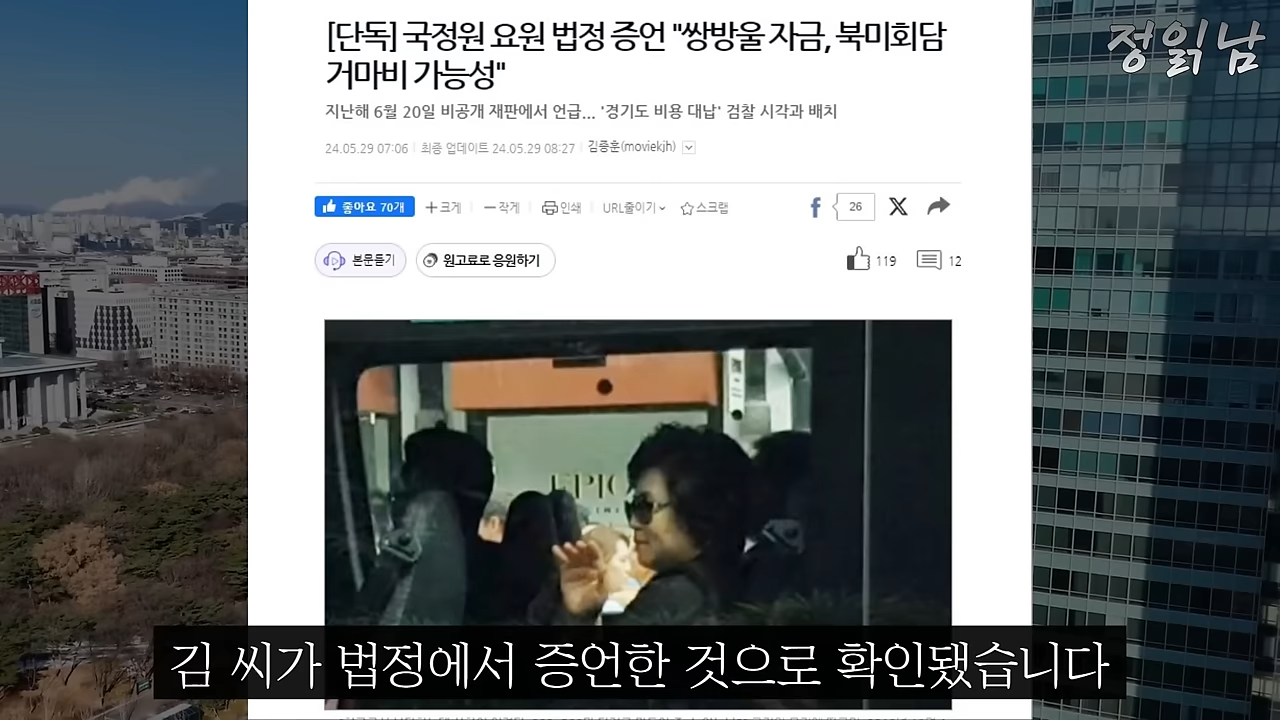 [단독] 국정원 요원 법정 증언 "쌍방울 자금, 북미회담
거마비 가능성"
정읽남
지난해 6월 20일 비공개 재판에서 언급... '경기도 비용 대납' 검찰 시각과 배치
24.05.29 07:06 | 최종 업데이트 24.05.29 08:27 | 김종훈(moviekjh)
좋아요 70개 +크게 −작게 인쇄 URL줄이기 스크랩 26
본문듣기 원고료로 응원하기 119 12
EPIC
김 씨가 법정에서 증언한 것으로 확인됐습니다